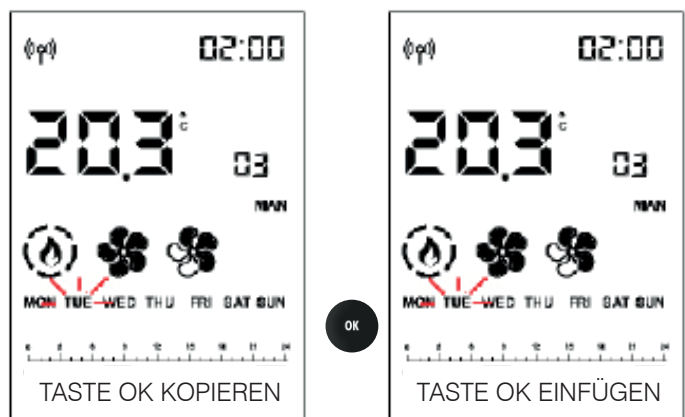 02:00
20.3 °C
03
MAN
MON TUE WED THU FRI SAT SUN
TASTE OK KOPIEREN
OK
02:00
20.3 °C
03
MAN
MON TUE WED THU FRI SAT SUN
TASTE OK EINFÜGEN